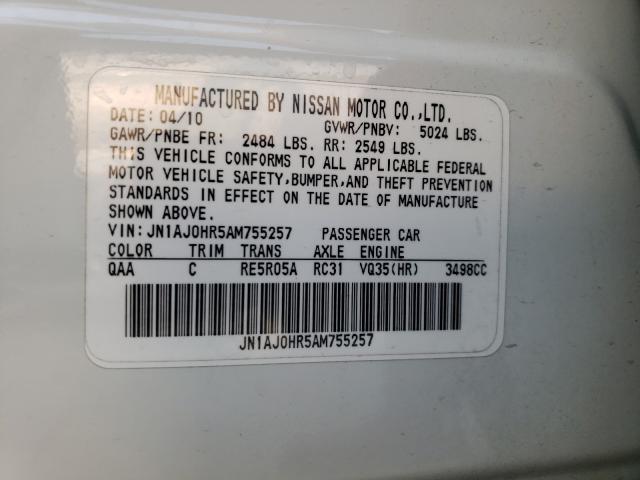 MANUFACTURED BY NISSAN MOTOR CO.,LTD.
DATE: 04/10 GVWR/PNBV: 5024 LBS.
GAWR/PNBE FR: 2484 LBS. RR: 2549 LBS.
THIS VEHICLE CONFORMS TO ALL APPLICABLE FEDERAL
MOTOR VEHICLE SAFETY,BUMPER,AND THEFT PREVENTION
STANDARDS IN EFFECT ON THE DATE OF MANUFACTURE
SHOWN ABOVE.
VIN:JN1AJ0HR5AM755257 PASSENGER CAR
COLOR TRIM TRANS AXLE ENGINE
QAA C RE5R05A RC31 VQ35(HR) 3498CC
JN1AJ0HR5AM755257